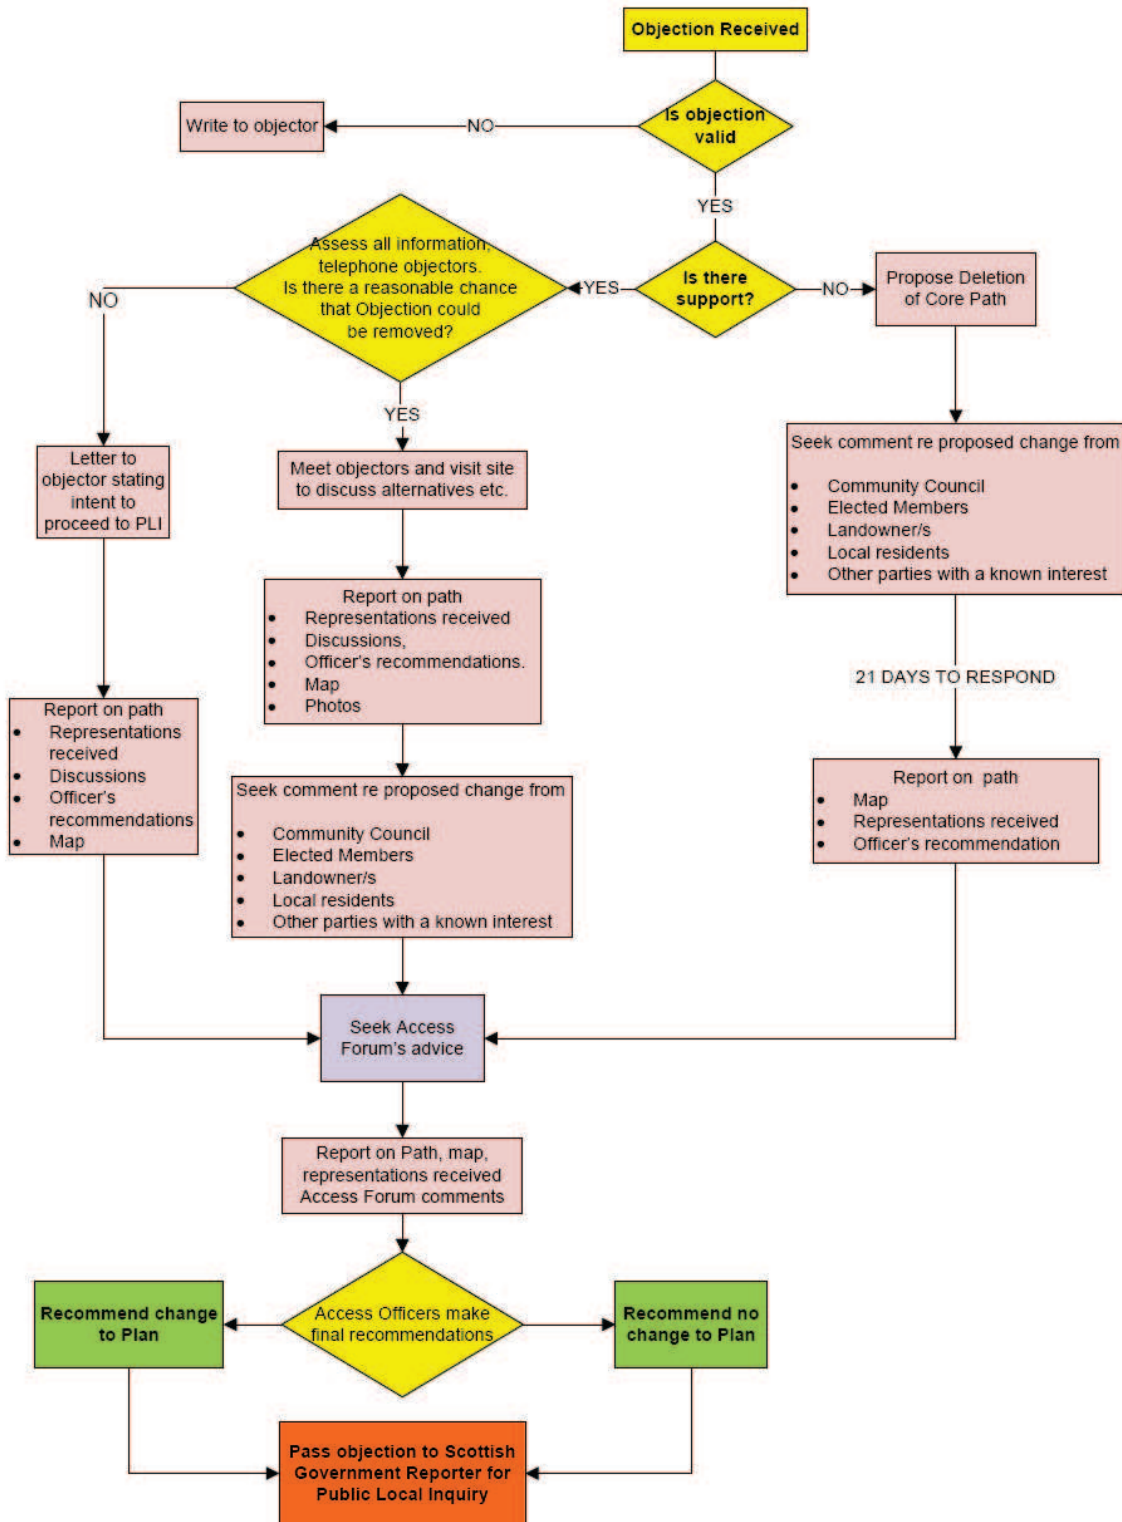 Objection Received
Is objection
valid
NO
Write to objector
YES
Is there
support?
YES
NO
Assess all information,
telephone objectors.
Is there a reasonable chance
that Objection could
be removed?
Propose Deletion
of Core Path
NO
YES
Letter to
objector stating
intent to
proceed to PLI
Meet objectors and visit site
to discuss alternatives etc.
Seek comment re proposed change from
• Community Council
• Elected Members
• Landowner/s
• Local residents
• Other parties with a known interest
Report on path
• Representations received
• Discussions,
• Officer's recommendations.
• Map
• Photos
21 DAYS TO RESPOND
Report on path
• Representations
received
• Discussions
• Officer's
recommendations
• Map
Seek comment re proposed change from
• Community Council
• Elected Members
• Landowner/s
• Local residents
• Other parties with a known interest
Report on path
• Map
• Representations received
• Officer's recommendation
Seek Access
Forum's advice
Report on Path, map,
representations received
Access Forum comments
Access Officers make
final recommendations
Recommend change
to Plan
Recommend no
change to Plan
Pass objection to Scottish
Government Reporter for
Public Local Inquiry